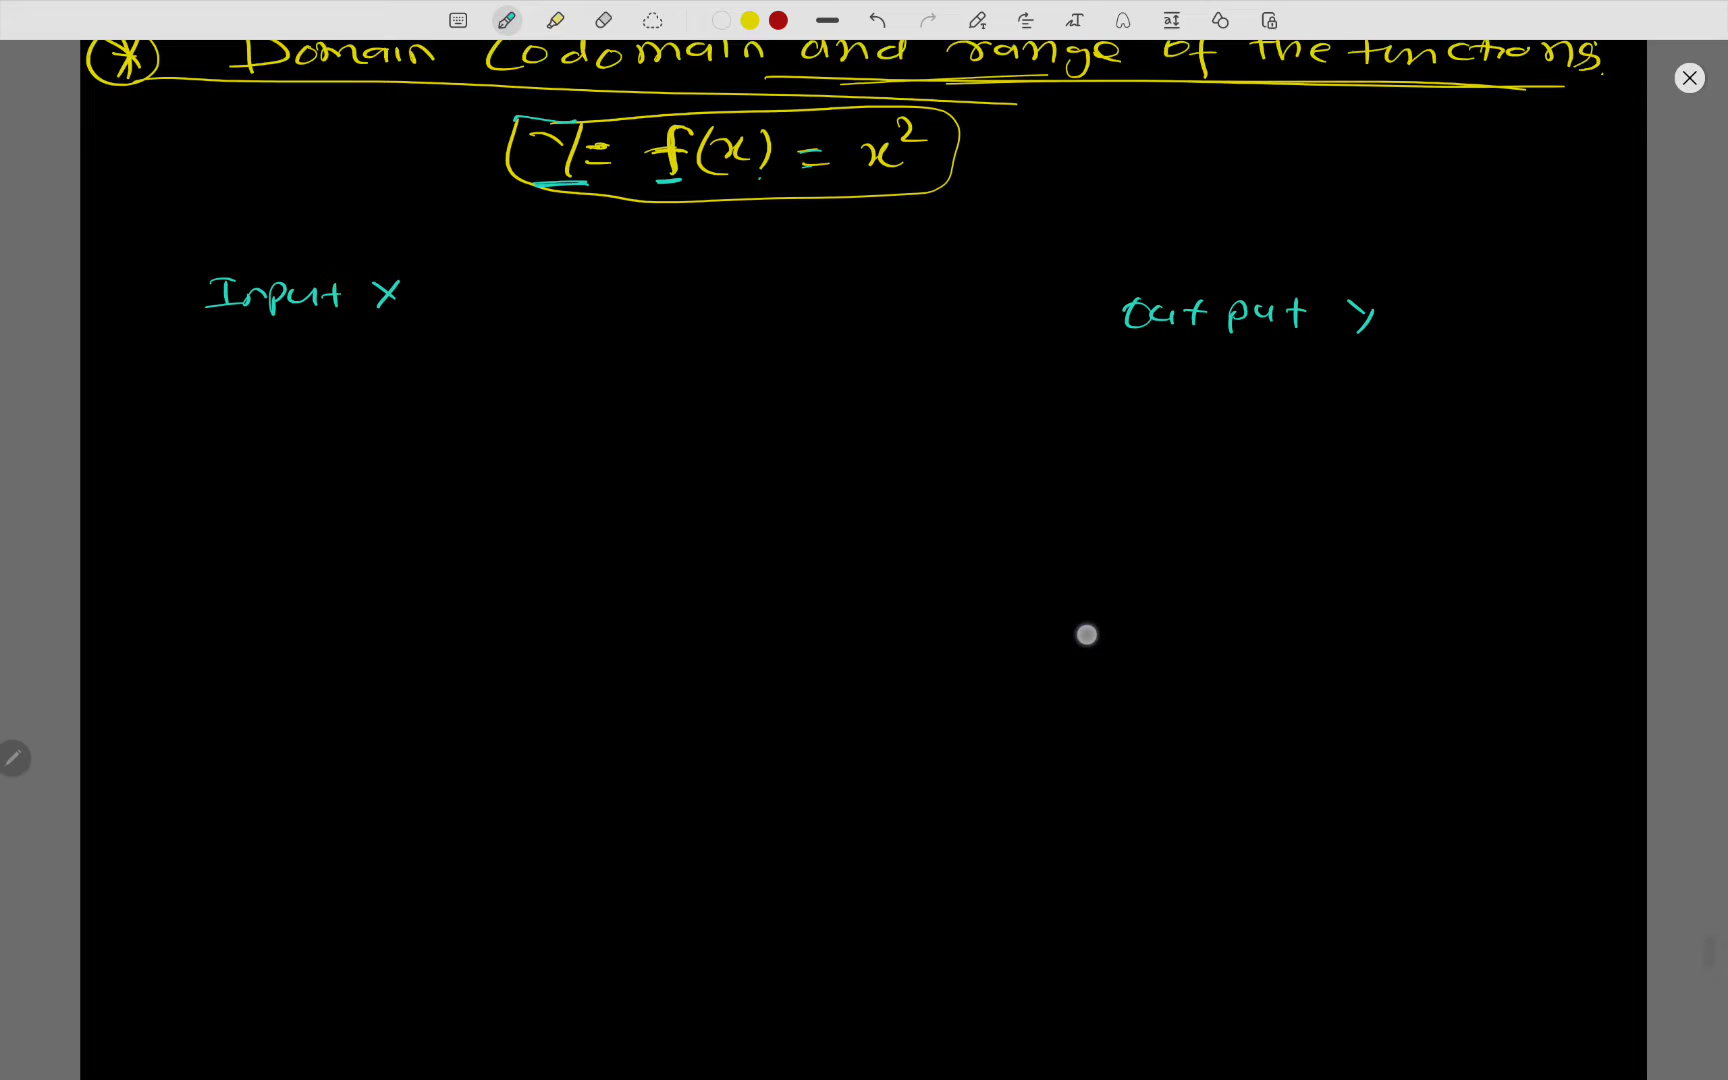 * Domain Codomain and range of the functions.
y = f(x) = x²
Input x
Output y